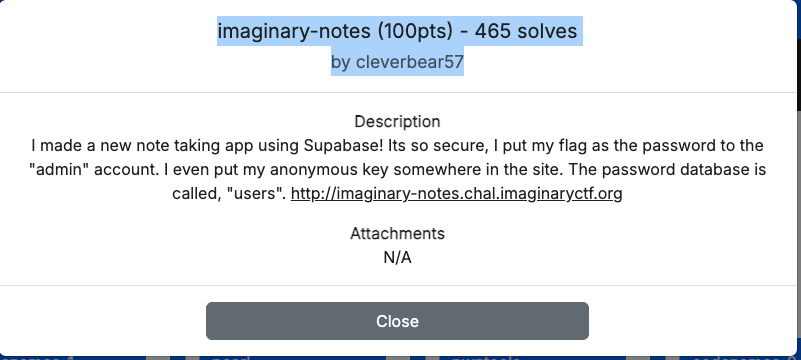 imaginary-notes (100pts) - 465 solves
by cleverbear57
Description
I made a new note taking app using Supabase! Its so secure, I put my flag as the password to the
"admin" account. I even put my anonymous key somewhere in the site. The password database is
called, "users". http://imaginary-notes.chal.imaginaryctf.org
Attachments
N/A
Close